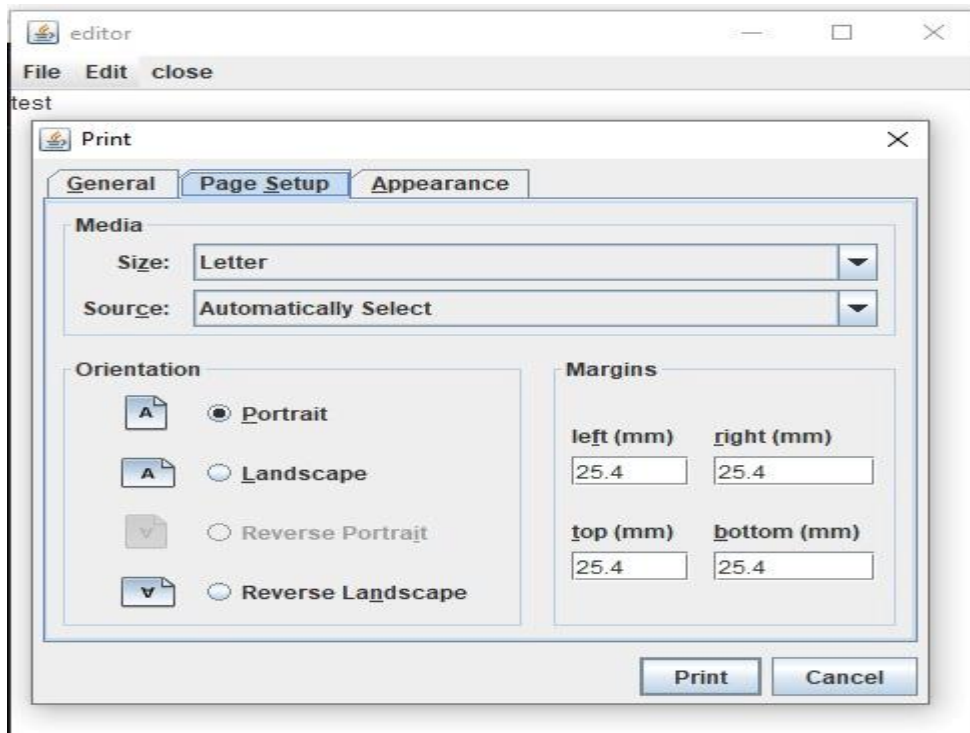 editor
File Edit close
test
Print
General Page Setup Appearance
Media
Size: Letter
Source: Automatically Select
Orientation
A Portrait
A Landscape
A Reverse Portrait
A Reverse Landscape
Margins
left (mm) right (mm)
25.4 25.4
top (mm) bottom (mm)
25.4 25.4
Print Cancel